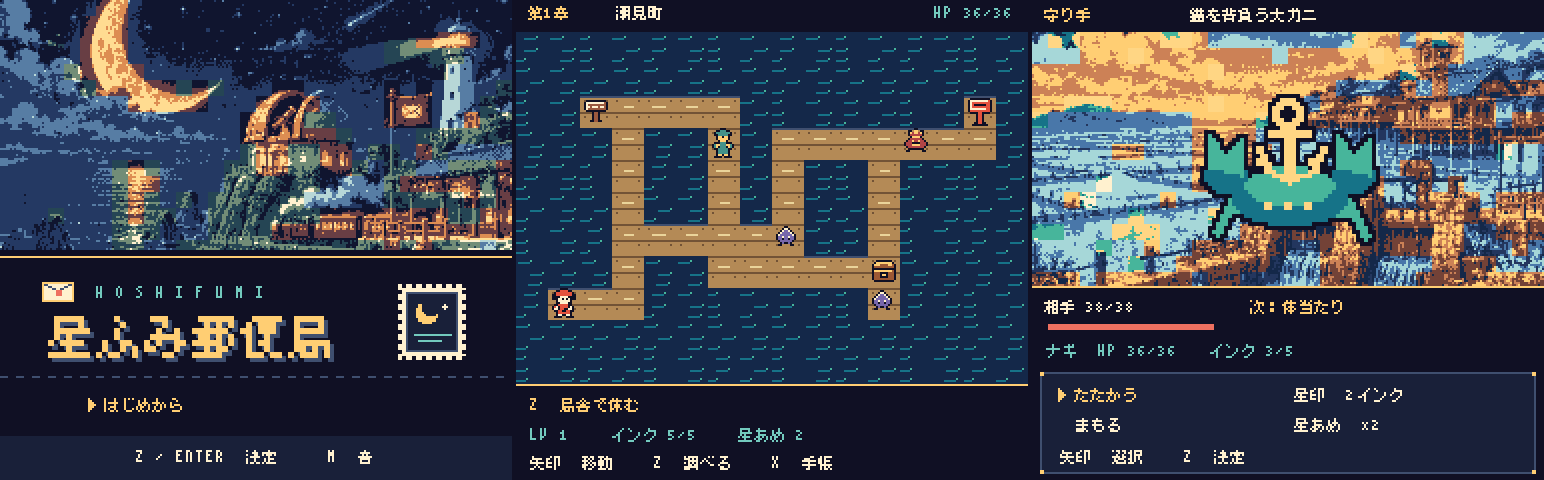 HOSHIFUMI
星ふみ郵便局
はじめから
Z / ENTER 決定 M 音
第1章 潮見町 HP 36/36
Z 局舎で休む
LV 1 インク 5/5 星あめ 2
矢印 移動 Z 調べる X 手帳
守り手 錨を背負う大ガニ
相手 38/38 次:体当たり
ナギ HP 36/36 インク 3/5
たたかう 星印 2インク
まもる 星あめ x2
矢印 選択 Z 決定